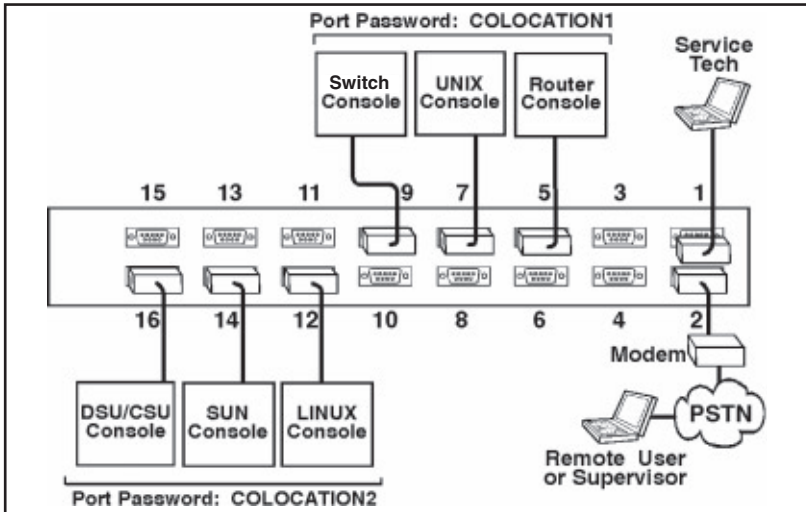 Port Password: COLOCATION1
Service
Tech
Switch
Console
UNIX
Console
Router
Console
15 13 11 9 7 5 3 1
16 14 12 10 8 6 4 2
Modem
DSU/CSU
Console
SUN
Console
LINUX
Console
PSTN
Remote User
or Supervisor
Port Password: COLOCATION2